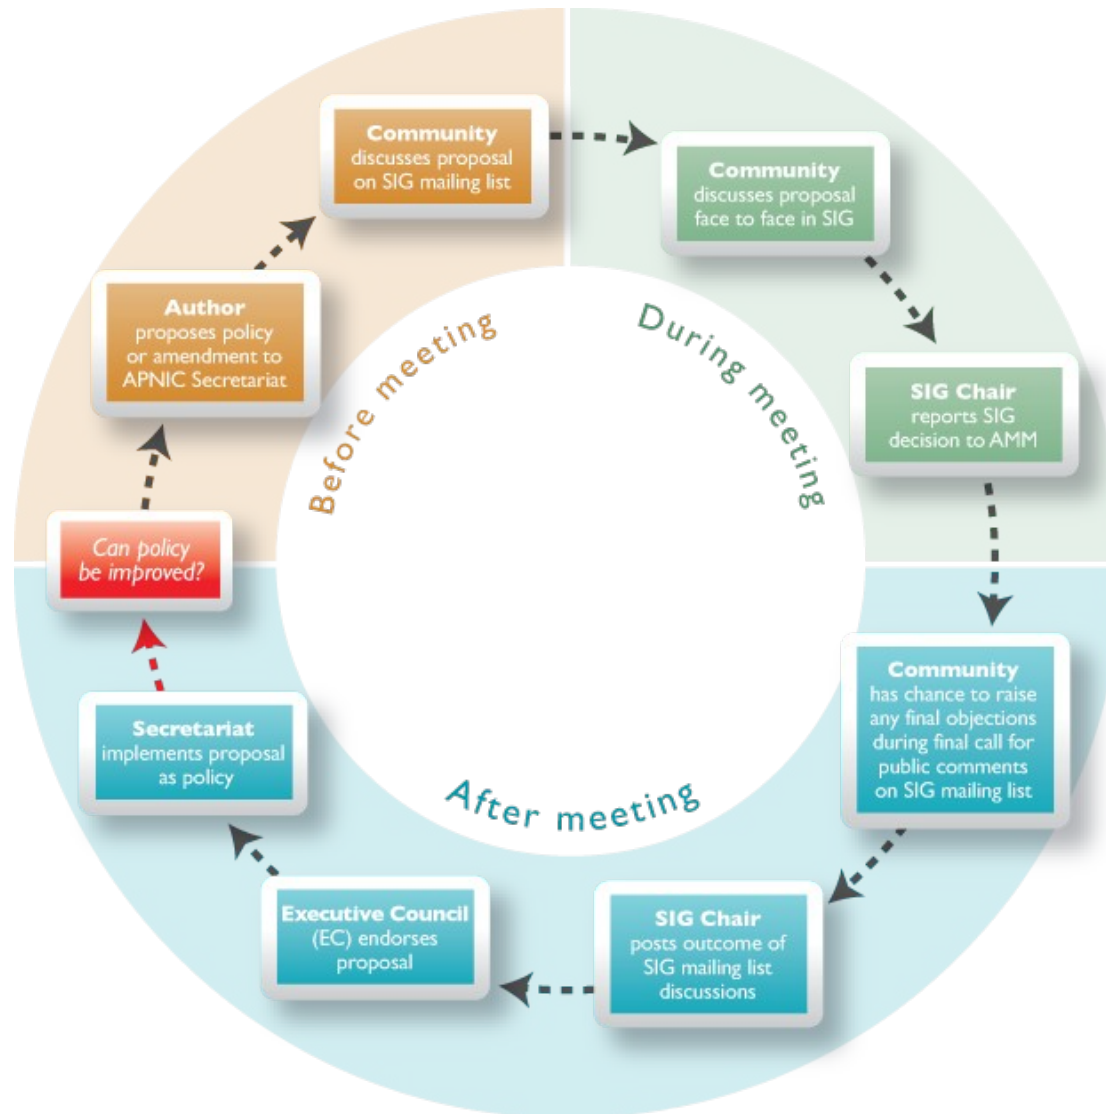 Community
discusses proposal
on SIG mailing list
Community
discusses proposal
face to face in SIG
Author
proposes policy
or amendment to
APNIC Secretariat
Before meeting
During meeting
SIG Chair
reports SIG
decision to AMM
Can policy
be improved?
Community
has chance to raise
any final objections
during final call for
public comments
on SIG mailing list
Secretariat
implements proposal
as policy
After meeting
Executive Council
(EC) endorses
proposal
SIG Chair
posts outcome of
SIG mailing list
discussions